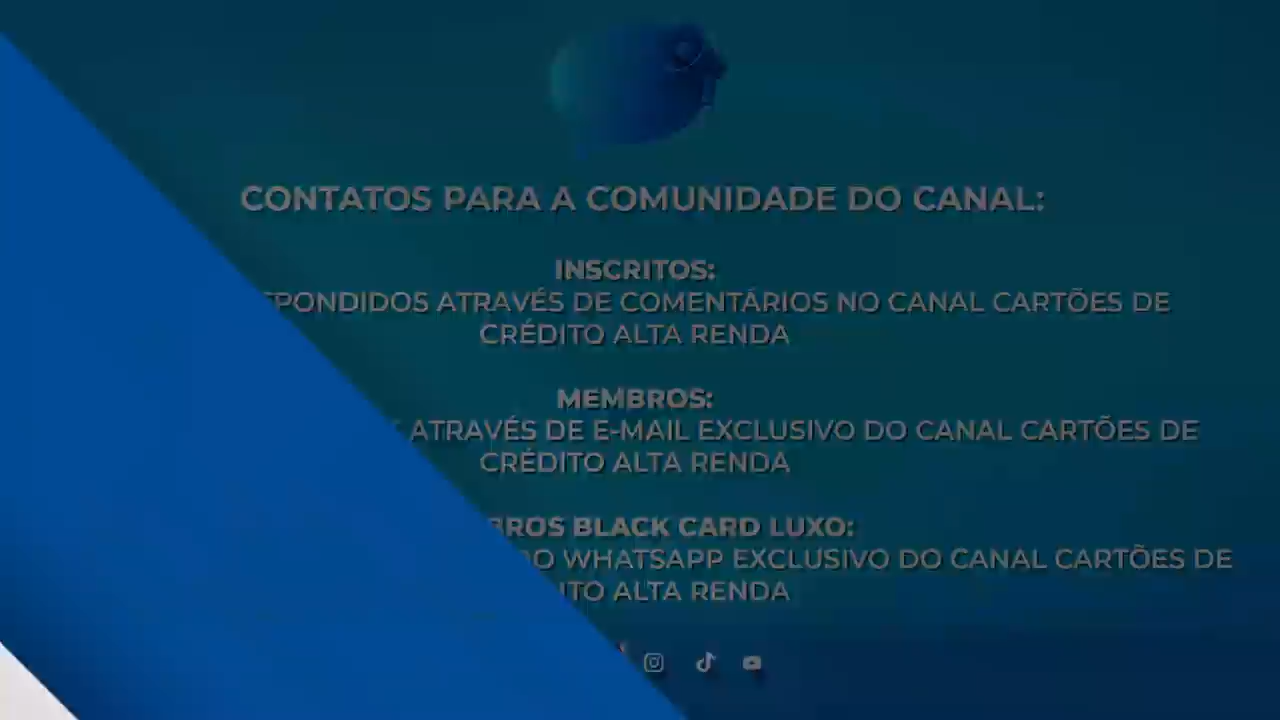 CONTATOS PARA A COMUNIDADE DO CANAL:
INSCRITOS:
ATRAVÉS DE COMENTÁRIOS NO CANAL CARTÕES DE
CRÉDITO ALTA RENDA
MEMBROS:
ATRAVÉS DE E-MAIL EXCLUSIVO DO CANAL CARTÕES DE
CRÉDITO ALTA RENDA
BLACK CARD LUXO:
WHATSAPP EXCLUSIVO DO CANAL CARTÕES DE
ALTA RENDA